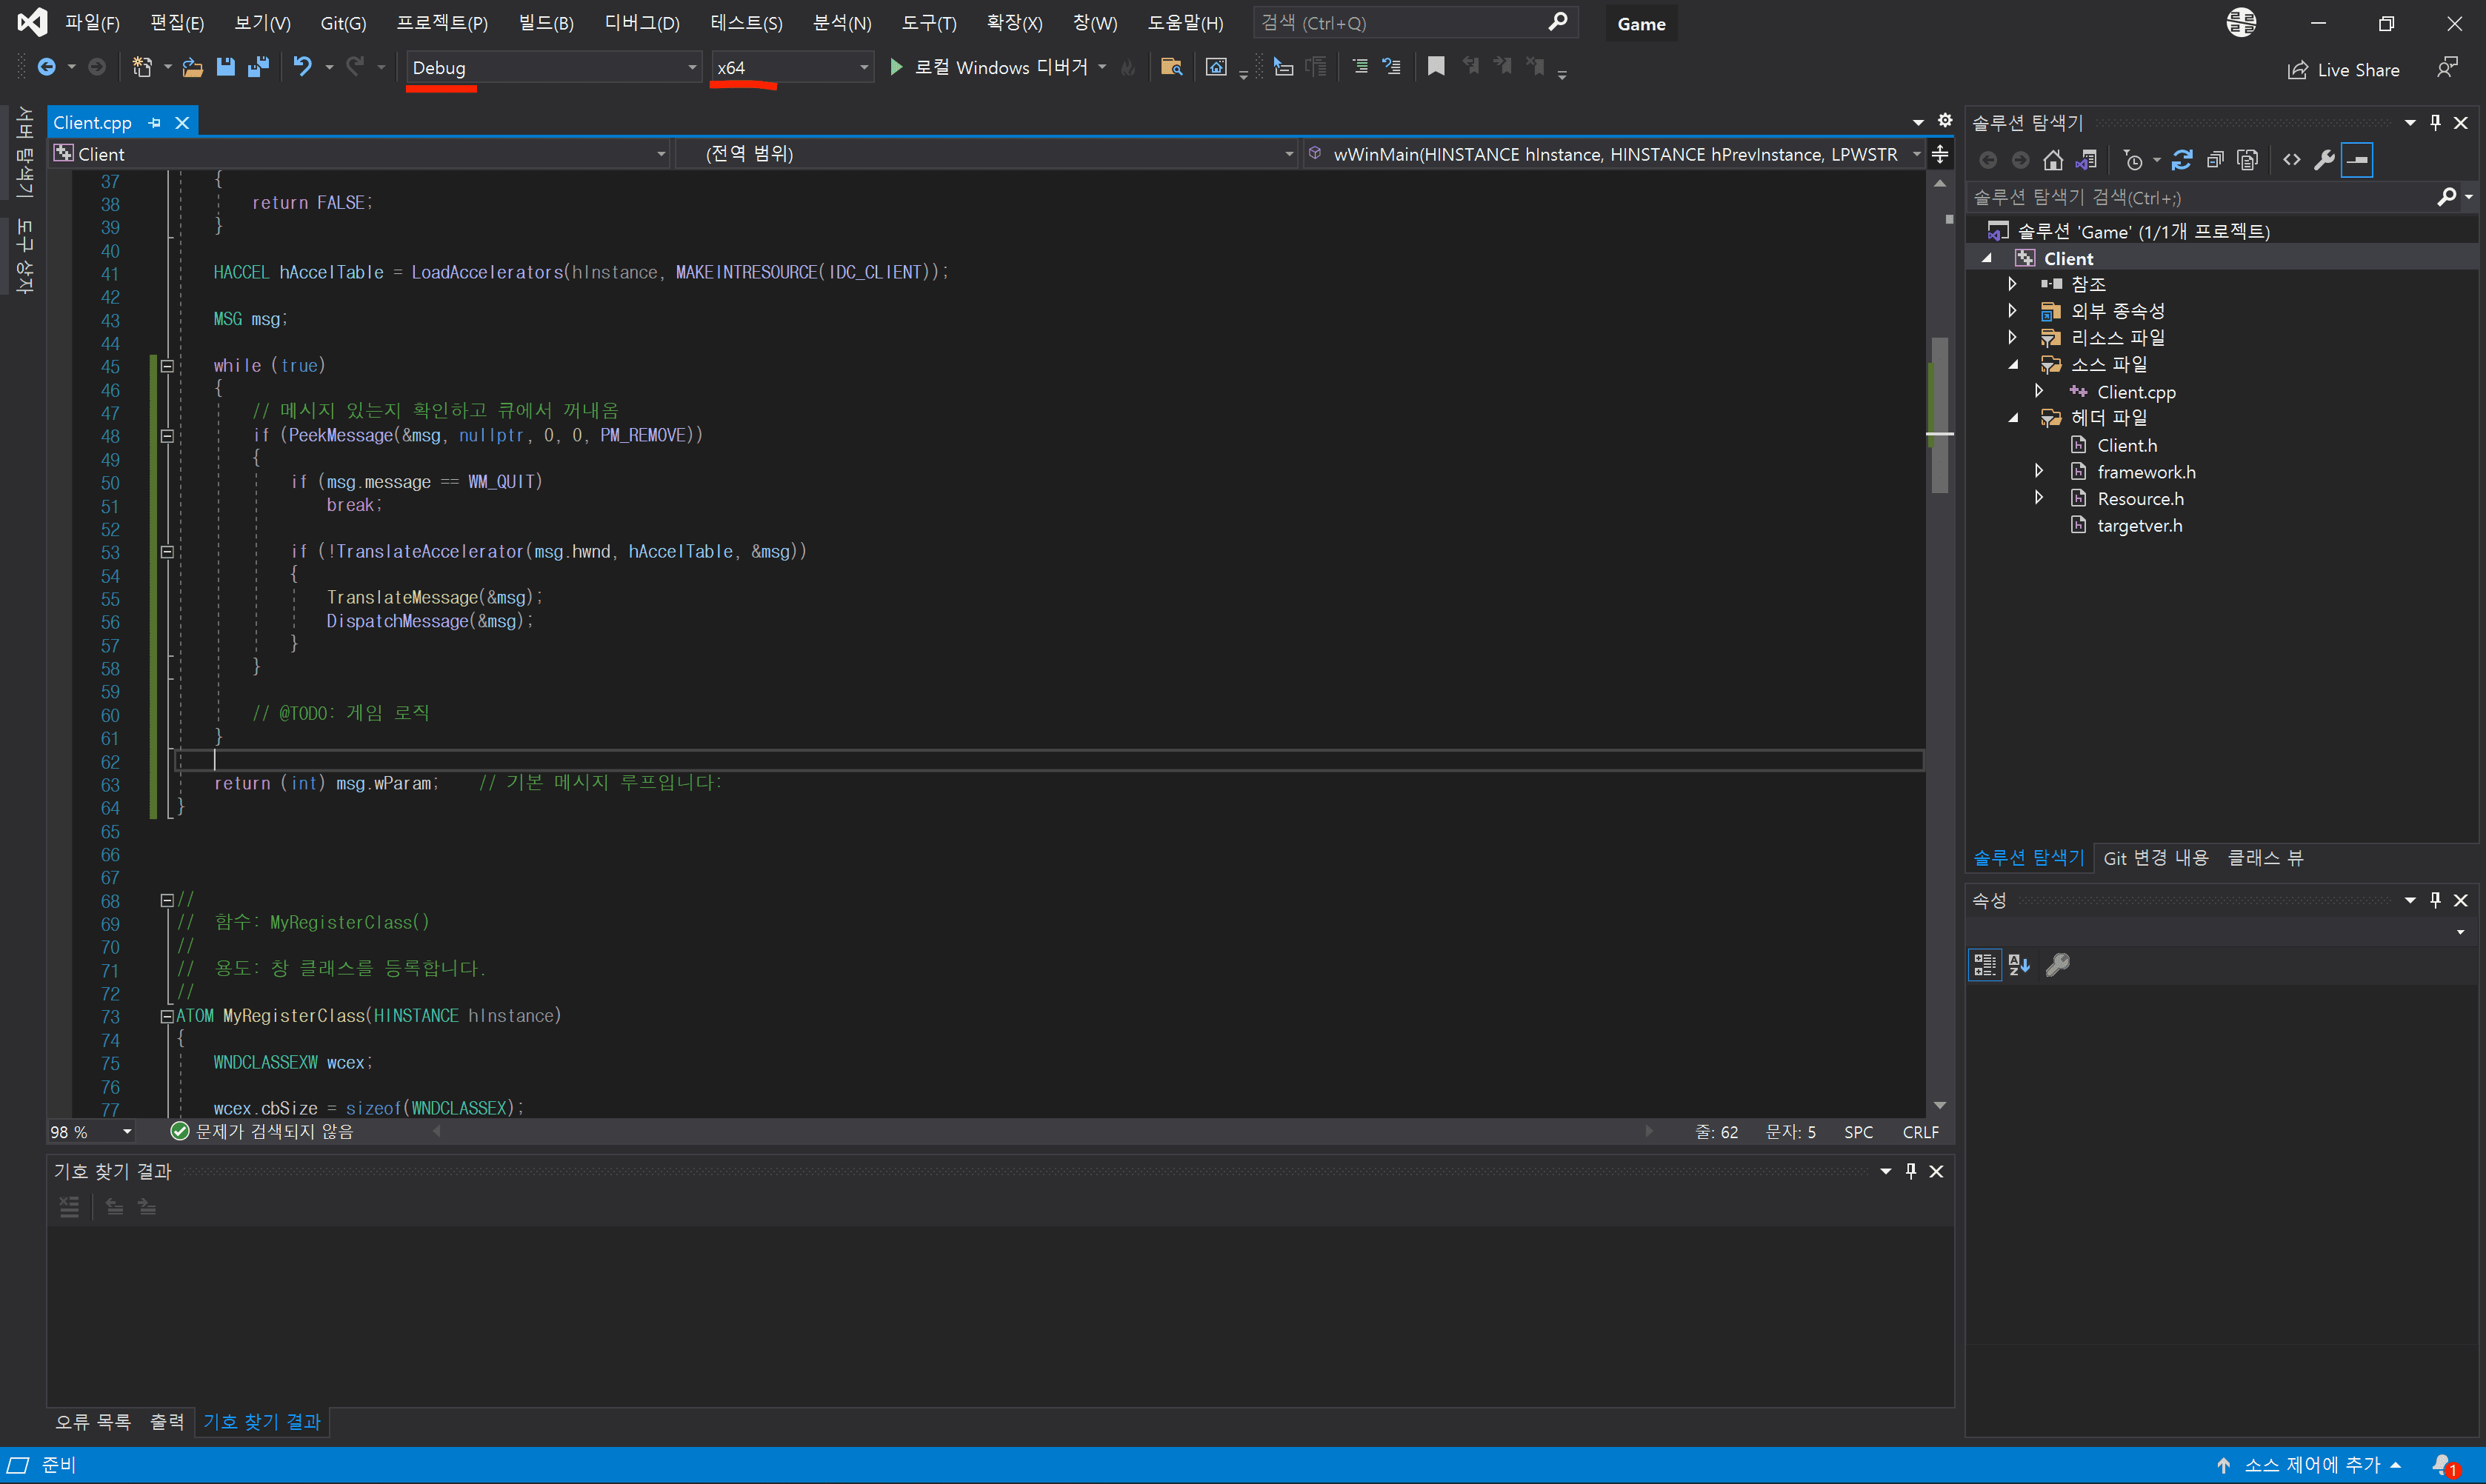 파일(F) 편집(E) 보기(V) Git(G) 프로젝트(P) 빌드(B) 디버그(D) 테스트(S) 분석(N) 도구(T) 확장(X) 창(W) 도움말(H) 검색 (Ctrl+Q) Game
Debug x64 로컬 Windows 디버거 Live Share
서버 탐색기
도구 상자
Client.cpp
Client (전역 범위) wWinMain(HINSTANCE hInstance, HINSTANCE hPrevInstance, LPWSTR
37 {
38 return FALSE;
39 }
40
41 HACCEL hAccelTable = LoadAccelerators(hInstance, MAKEINTRESOURCE(IDC_CLIENT));
42
43 MSG msg;
44
45 while (true)
46 {
47 // 메시지 있는지 확인하고 큐에서 꺼내옴
48 if (PeekMessage(&msg, nullptr, 0, 0, PM_REMOVE))
49 {
50 if (msg.message == WM_QUIT)
51 break;
52
53 if (!TranslateAccelerator(msg.hwnd, hAccelTable, &msg))
54 {
55 TranslateMessage(&msg);
56 DispatchMessage(&msg);
57 }
58 }
59
60 // @TODO: 게임 로직
61 }
62
63 return (int) msg.wParam; // 기본 메시지 루프입니다:
64 }
65
66
67
68 //
69 // 함수: MyRegisterClass()
70 //
71 // 용도: 창 클래스를 등록합니다.
72 //
73 ATOM MyRegisterClass(HINSTANCE hInstance)
74 {
75 WNDCLASSEXW wcex;
76
77 wcex.cbSize = sizeof(WNDCLASSEX);
98 % 문제가 검색되지 않음 줄: 62 문자: 5 SPC CRLF
기호 찾기 결과
오류 목록 출력 기호 찾기 결과
솔루션 탐색기
솔루션 탐색기 검색(Ctrl+;)
솔루션 'Game' (1/1개 프로젝트)
Client
참조
외부 종속성
리소스 파일
소스 파일
Client.cpp
헤더 파일
Client.h
framework.h
Resource.h
targetver.h
솔루션 탐색기 Git 변경 내용 클래스 뷰
속성
준비 소스 제어에 추가 1